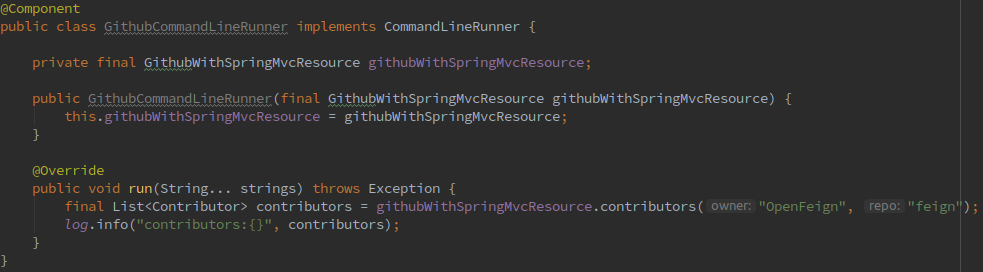 @Component
public class GithubCommandLineRunner implements CommandLineRunner {
private final GithubWithSpringMvcResource githubWithSpringMvcResource;
public GithubCommandLineRunner(final GithubWithSpringMvcResource githubWithSpringMvcResource) {
this.githubWithSpringMvcResource = githubWithSpringMvcResource;
}
@Override
public void run(String... strings) throws Exception {
final List<Contributor> contributors = githubWithSpringMvcResource.contributors( owner: "OpenFeign", repo: "feign");
log.info("contributors:{}", contributors);
}
}